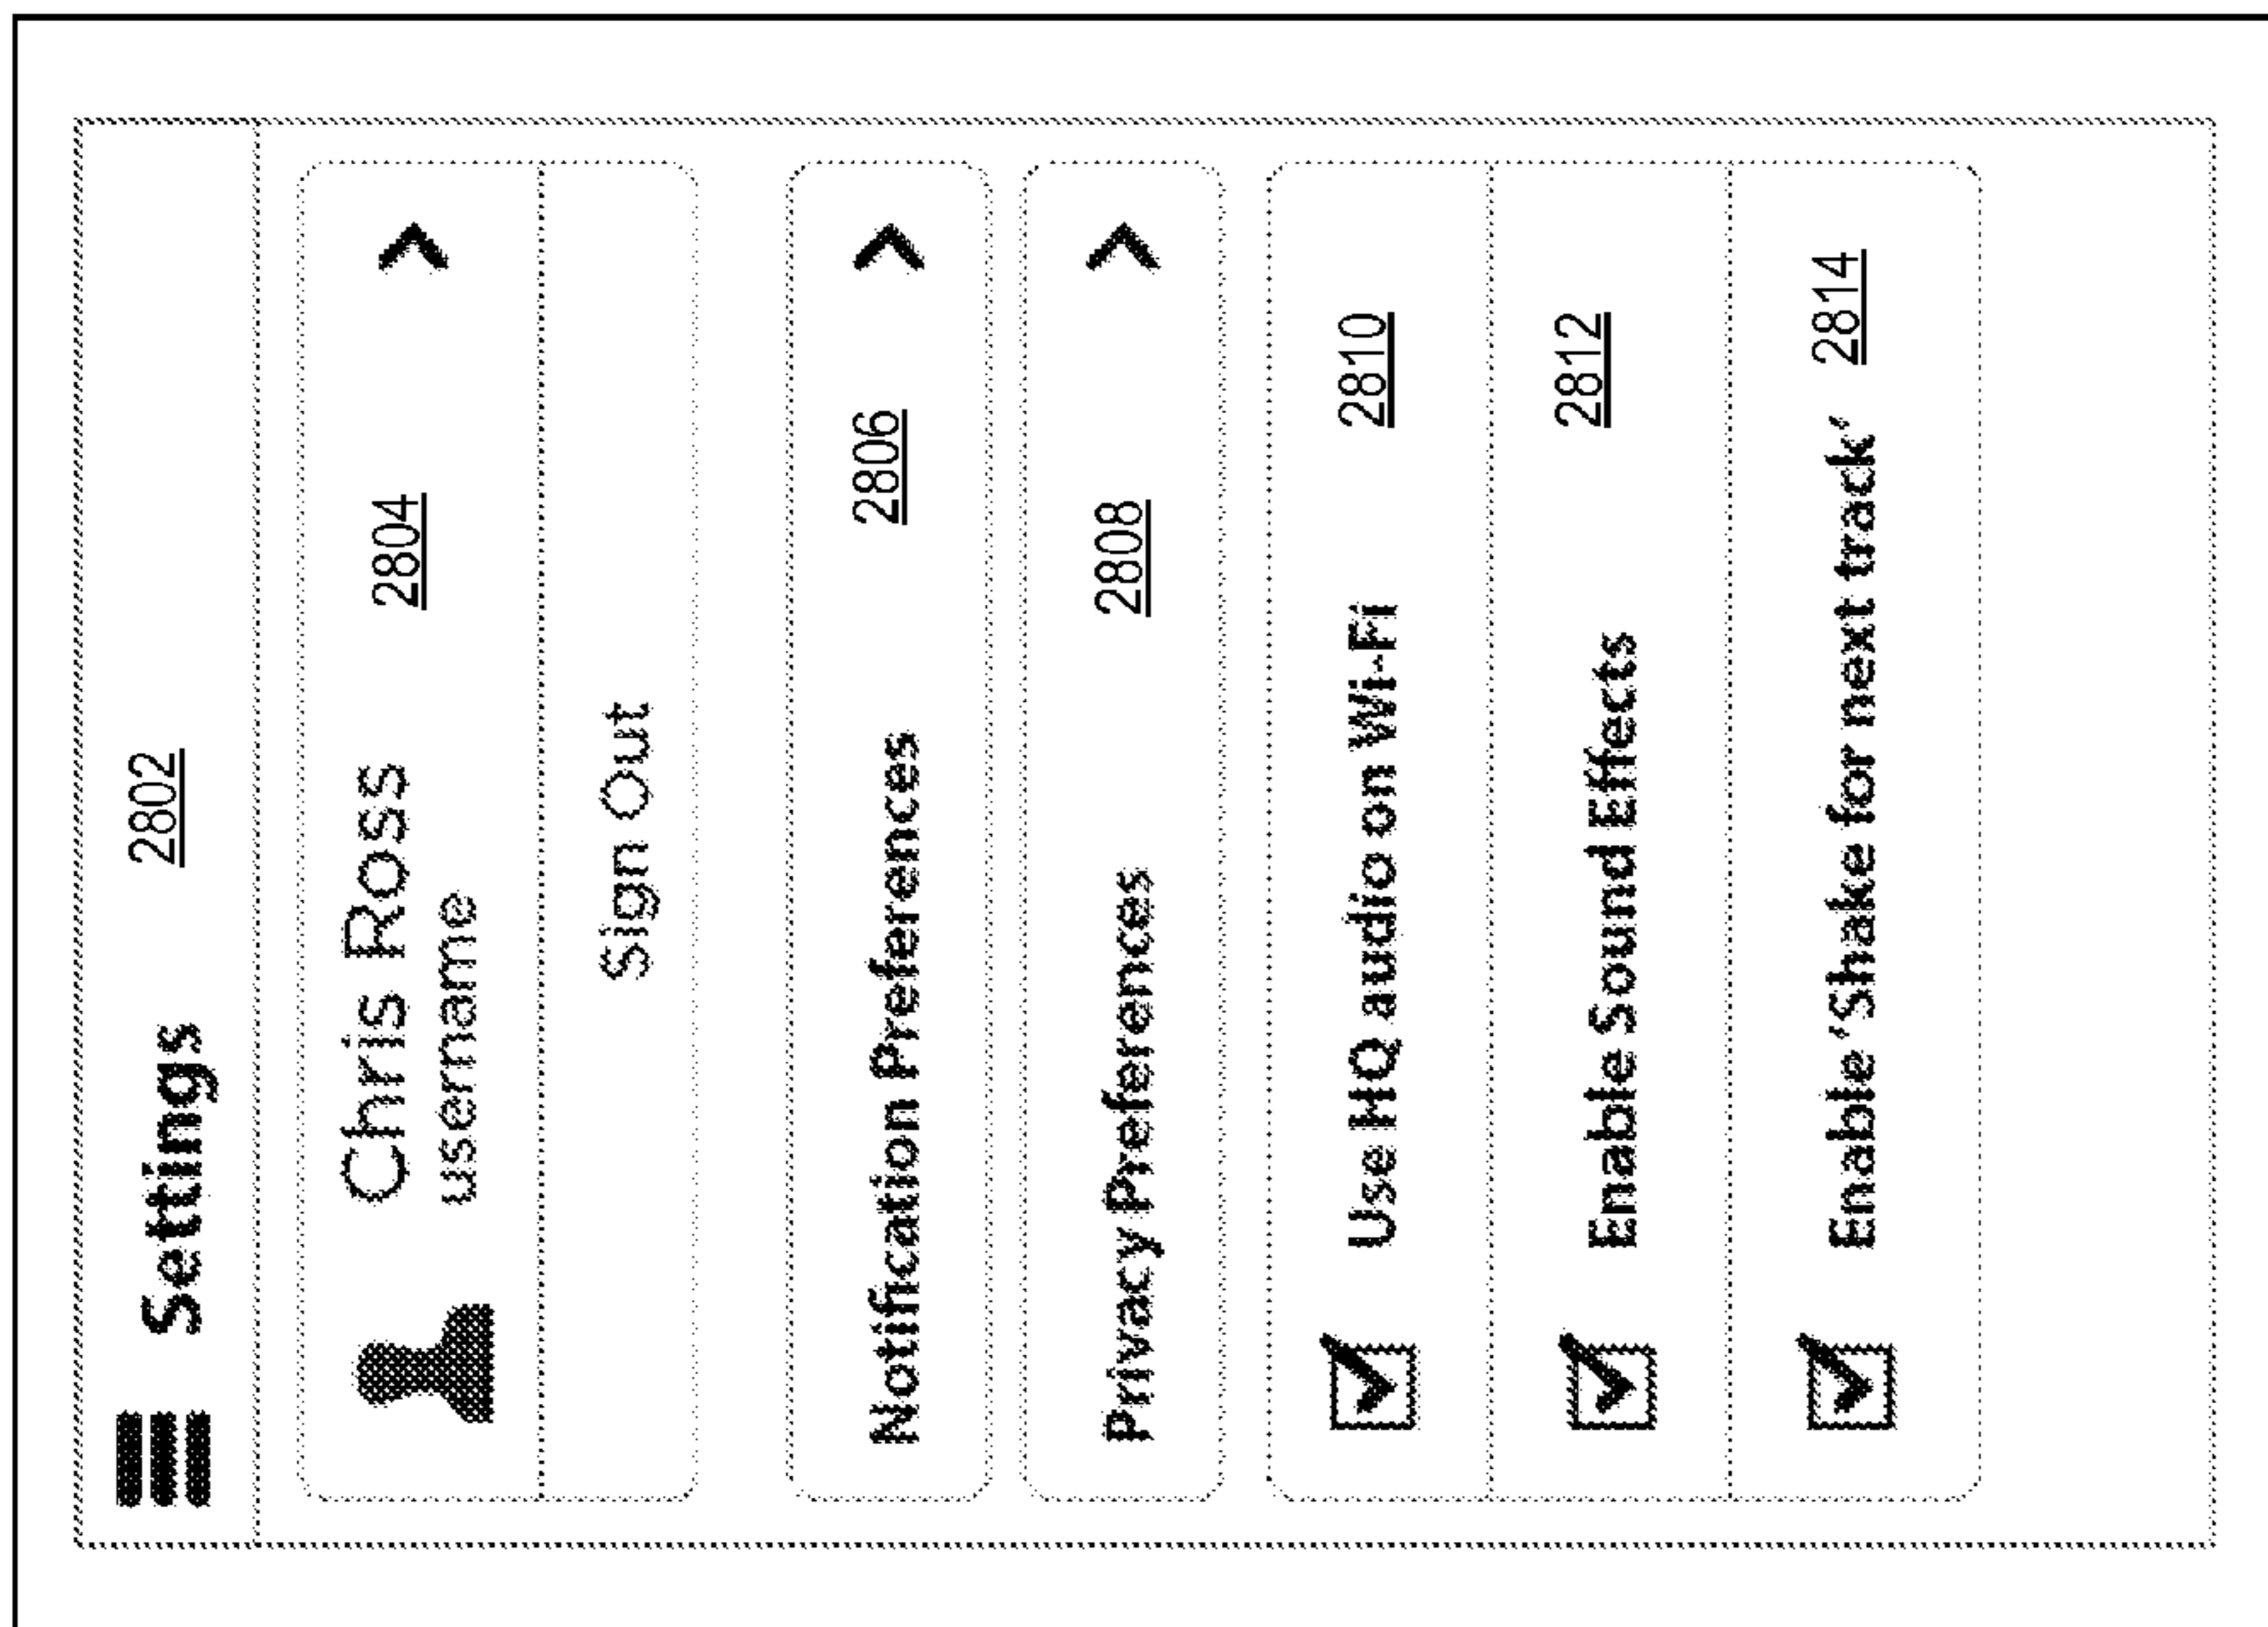 Settings 2802
Chris Ross 2804
username
Sign Out
Notification Preferences 2806
Privacy Preferences 2808
Use HQ audio on Wi-Fi 2810
Enable Sound Effects 2812
Enable ‘Shake for next track’ 2814